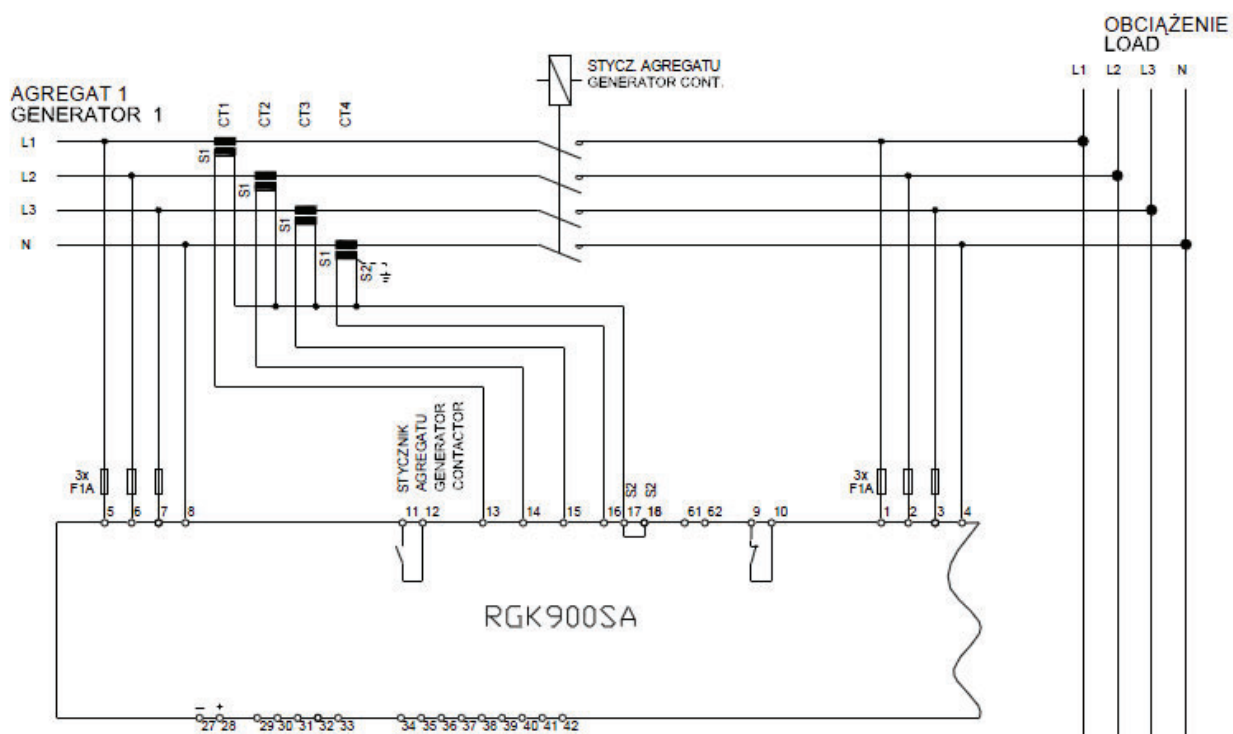 OBCIĄŻENIE
LOAD
L1 L2 L3 N
STYCZ. AGREGATU
GENERATOR CONT.
AGREGAT 1
GENERATOR 1
CT1
CT2
CT3
CT4
L1
S1
L2
S1
L3
S1
N
S1
S2
STYCZNIK
AGREGATU
GENERATOR
CONTACTOR
3x
F1A
3x
F1A
S2
S2
5 6 7 8 11 12 13 14 15 16 17 18 61 62 9 10 1 2 3 4
RGK900SA
– +
27 28 29 30 31 32 33 34 35 36 37 38 39 40 41 42